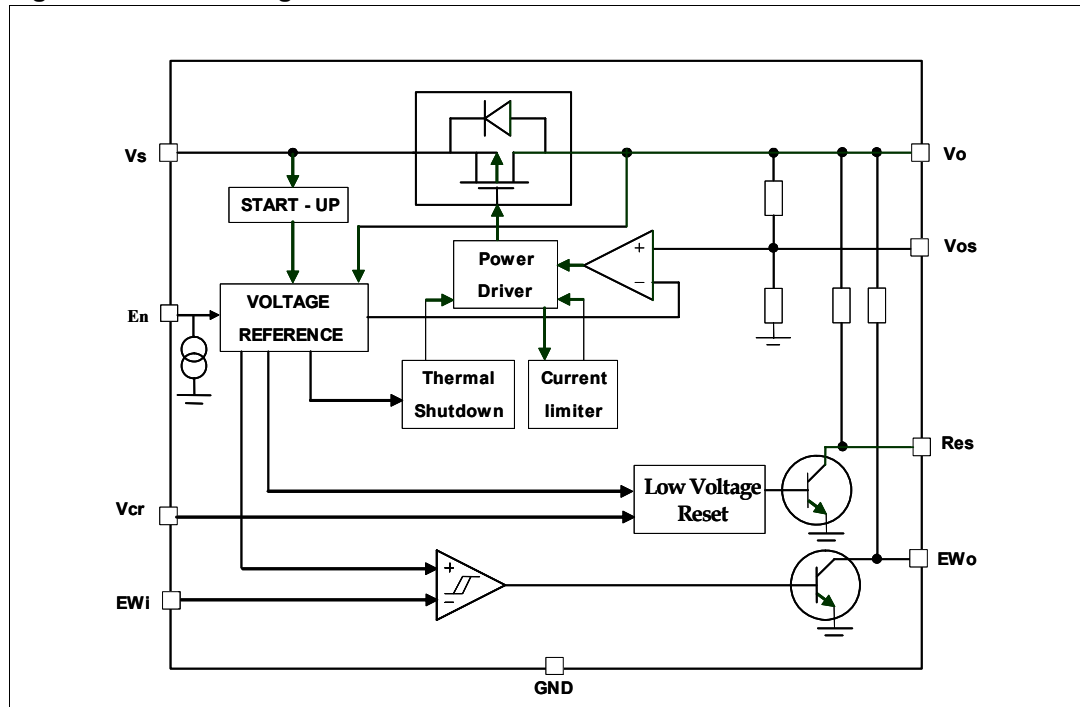 Vs
Vo
START - UP
Power
Driver
+
−
Vos
VOLTAGE
REFERENCE
En
Thermal
Shutdown
Current
limiter
Res
Low Voltage
Reset
Vcr
+
−
EWo
EWi
GND